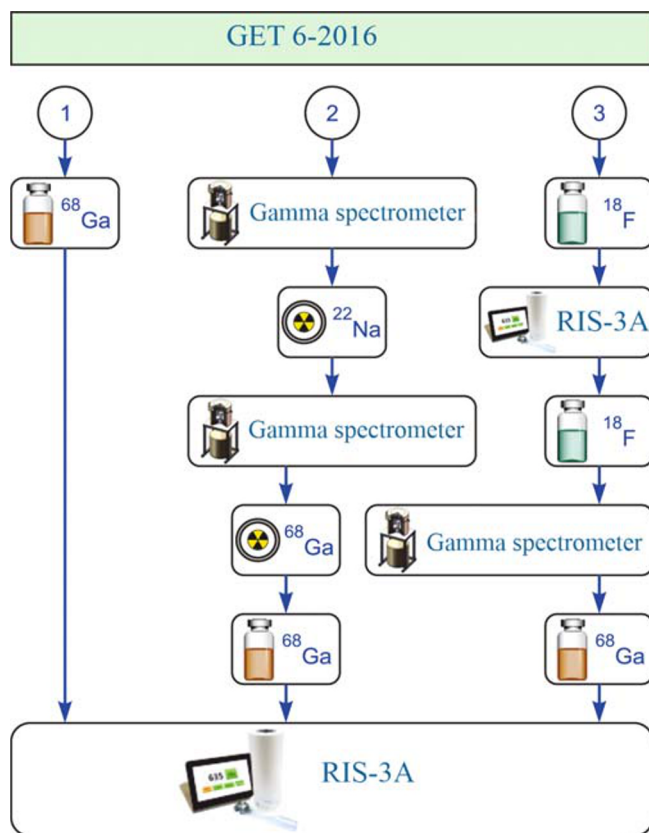 GET 6-2016
1
2
3
⁶⁸Ga
Gamma spectrometer
¹⁸F
²²Na
RIS-3A
Gamma spectrometer
¹⁸F
⁶⁸Ga
Gamma spectrometer
⁶⁸Ga
⁶⁸Ga
635
RIS-3A